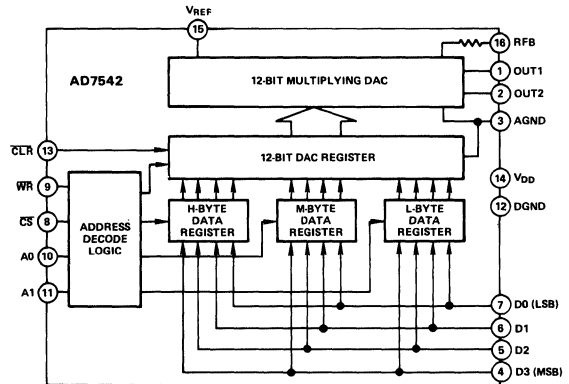 VREF
15
16 RFB
AD7542
12-BIT MULTIPLYING DAC
1 OUT1
2 OUT2
3 AGND
CLR 13
12-BIT DAC REGISTER
14 VDD
WR 9
12 DGND
CS 8
ADDRESS
DECODE
LOGIC
H-BYTE
DATA
REGISTER
M-BYTE
DATA
REGISTER
L-BYTE
DATA
REGISTER
A0 10
A1 11
7 D0 (LSB)
6 D1
5 D2
4 D3 (MSB)